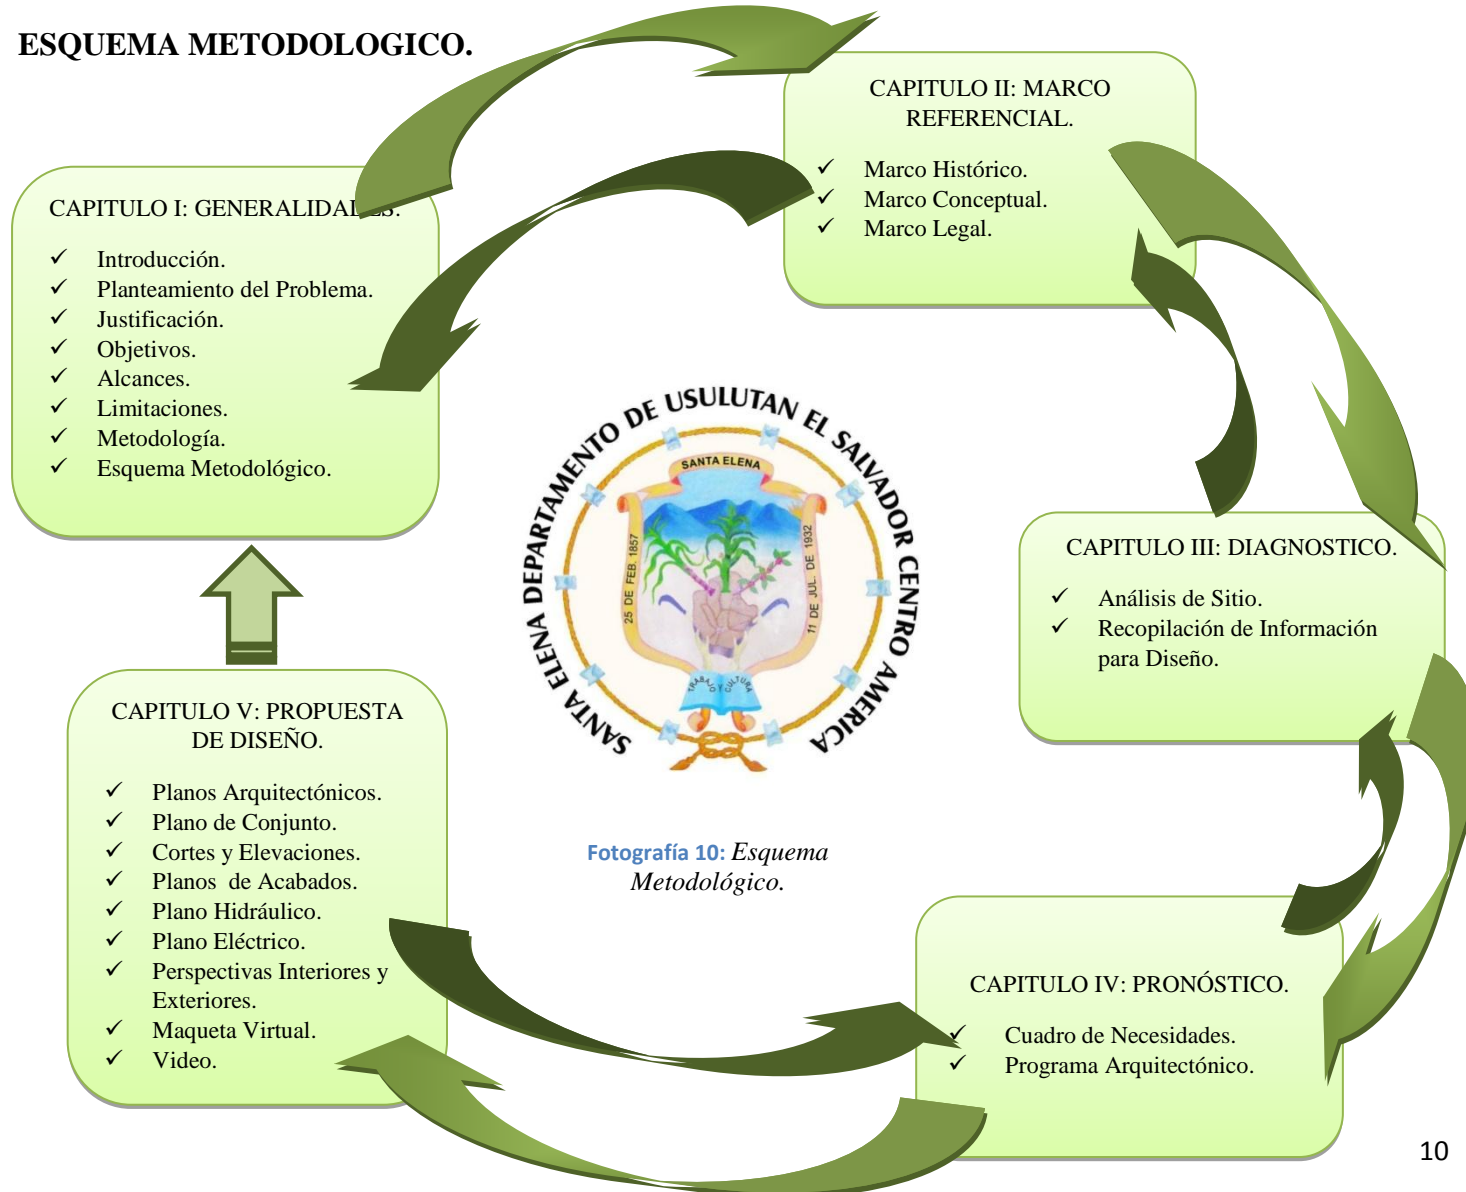 ESQUEMA METODOLOGICO.
CAPITULO I: GENERALIDADES.
✓ Introducción.
✓ Planteamiento del Problema.
✓ Justificación.
✓ Objetivos.
✓ Alcances.
✓ Limitaciones.
✓ Metodología.
✓ Esquema Metodológico.
CAPITULO II: MARCO
REFERENCIAL.
✓ Marco Histórico.
✓ Marco Conceptual.
✓ Marco Legal.
CAPITULO III: DIAGNOSTICO.
✓ Análisis de Sitio.
✓ Recopilación de Información
para Diseño.
CAPITULO IV: PRONÓSTICO.
✓ Cuadro de Necesidades.
✓ Programa Arquitectónico.
CAPITULO V: PROPUESTA
DE DISEÑO.
✓ Planos Arquitectónicos.
✓ Plano de Conjunto.
✓ Cortes y Elevaciones.
✓ Planos de Acabados.
✓ Plano Hidráulico.
✓ Plano Eléctrico.
✓ Perspectivas Interiores y
Exteriores.
✓ Maqueta Virtual.
✓ Video.
SANTA ELENA DEPARTAMENTO DE USULUTAN EL SALVADOR CENTRO AMERICA
SANTA ELENA
25 DE FEB. 1857
11 DE JUL. DE 1932
TRABAJO Y CULTURA
Fotografía 10: Esquema
Metodológico.
10